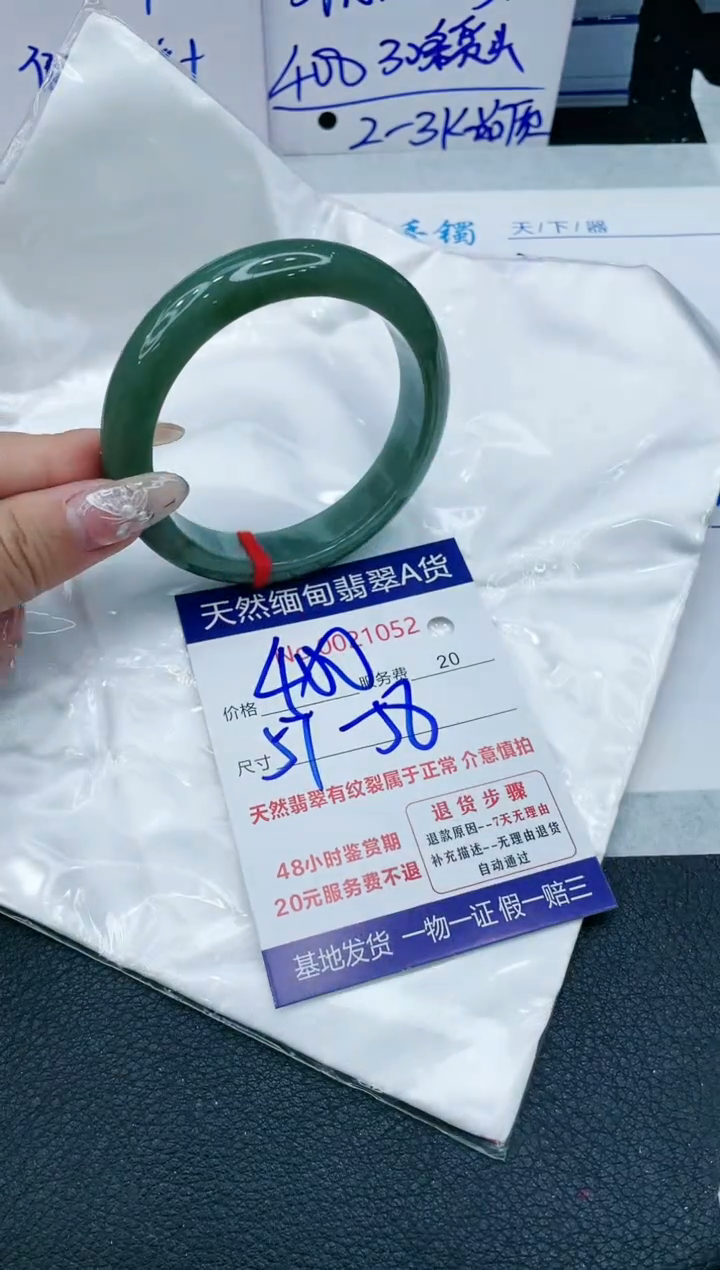 400 30条货头
2-3K品质
手镯 天/下/器
天然缅甸翡翠A货
No.0021052
价格 400 服务费 20
尺寸 57-58
天然翡翠有纹裂属于正常 介意慎拍
48小时鉴赏期
20元服务费不退
退货步骤
退款原因--7天无理由
补充描述--无理由退货
自动通过
基地发货 一物一证 假一赔三